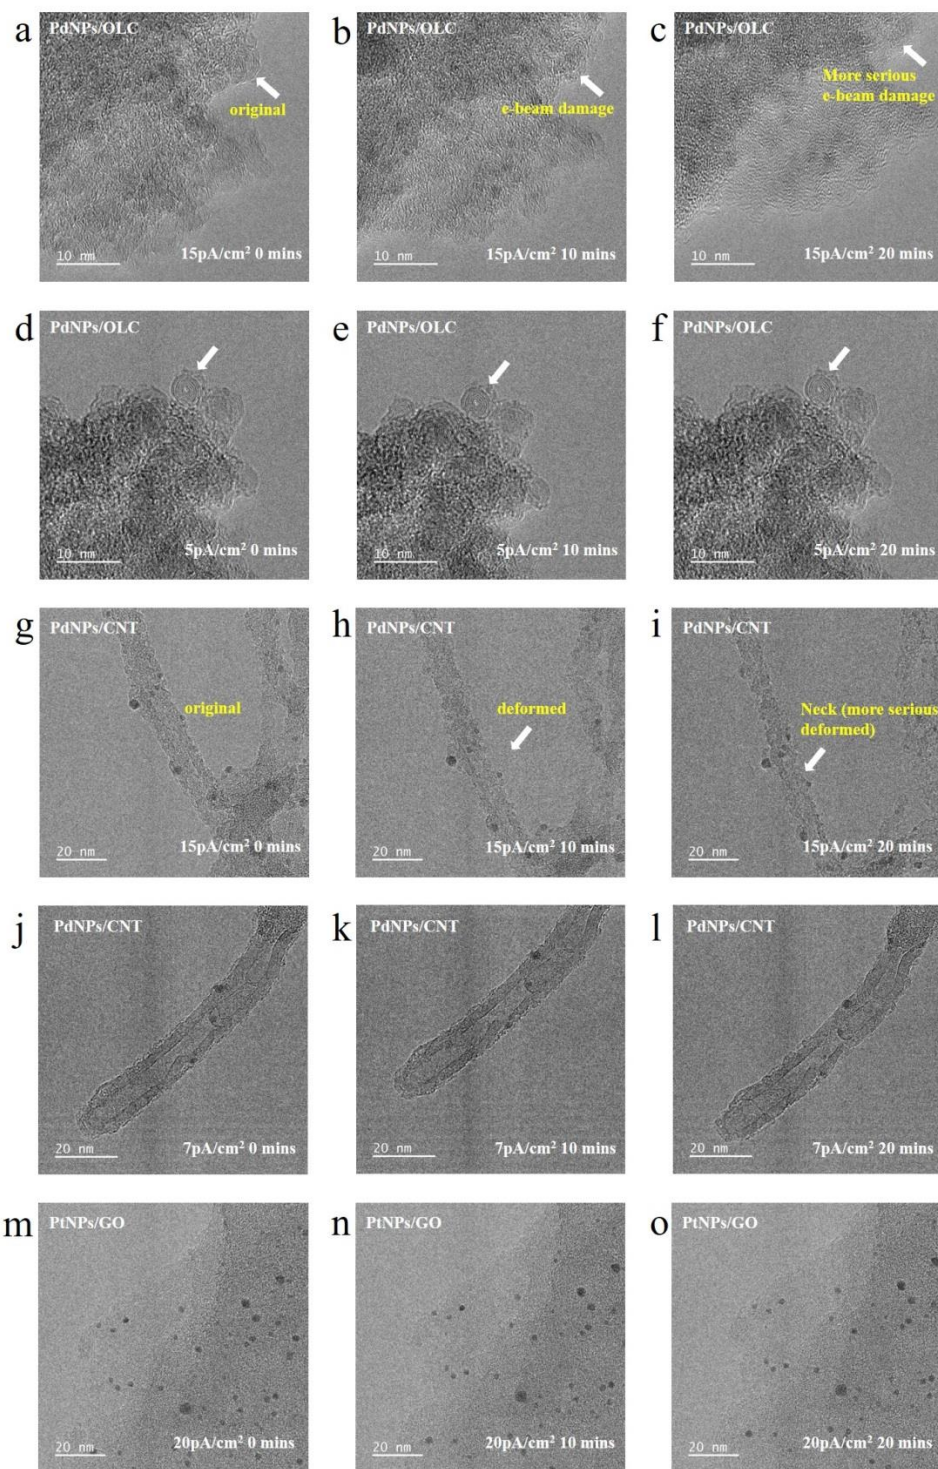 a
PdNPs/OLC
original
10 nm
15pA/cm² 0 mins
b
PdNPs/OLC
e-beam damage
10 nm
15pA/cm² 10 mins
c
PdNPs/OLC
More serious
e-beam damage
10 nm
15pA/cm² 20 mins
d
PdNPs/OLC
10 nm
5pA/cm² 0 mins
e
PdNPs/OLC
10 nm
5pA/cm² 10 mins
f
PdNPs/OLC
10 nm
5pA/cm² 20 mins
g
PdNPs/CNT
original
20 nm
15pA/cm² 0 mins
h
PdNPs/CNT
deformed
20 nm
15pA/cm² 10 mins
i
PdNPs/CNT
Neck (more serious
deformed)
20 nm
15pA/cm² 20 mins
j
PdNPs/CNT
20 nm
7pA/cm² 0 mins
k
PdNPs/CNT
20 nm
7pA/cm² 10 mins
l
PdNPs/CNT
20 nm
7pA/cm² 20 mins
m
PtNPs/GO
20 nm
20pA/cm² 0 mins
n
PtNPs/GO
20 nm
20pA/cm² 10 mins
o
PtNPs/GO
20 nm
20pA/cm² 20 mins